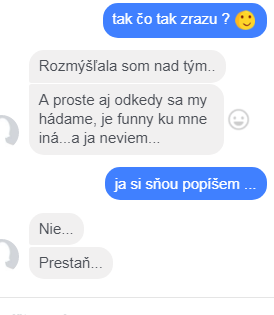 tak čo tak zrazu ? 🙂
Rozmýšľala som nad tým..
A proste aj odkedy sa my
hádame, je funny ku mne
iná...a ja neviem...
ja si sňou popíšem ...
Nie...
Prestaň...